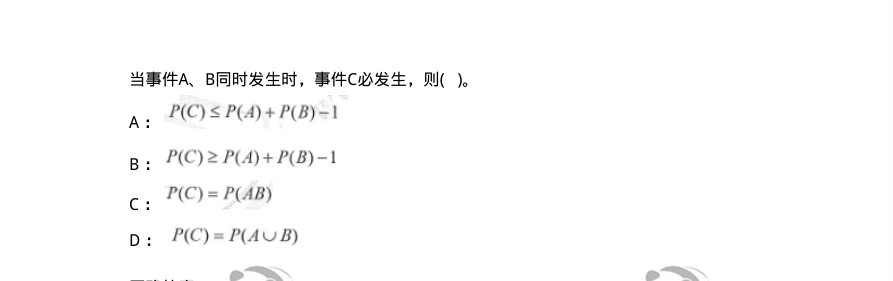 当事件A、B同时发生时，事件C必发生，则(   )。
A： P(C) ≤ P(A)+P(B)−1
B： P(C) ≥ P(A)+P(B)−1
C： P(C) = P(AB)
D： P(C) = P(A∪B)